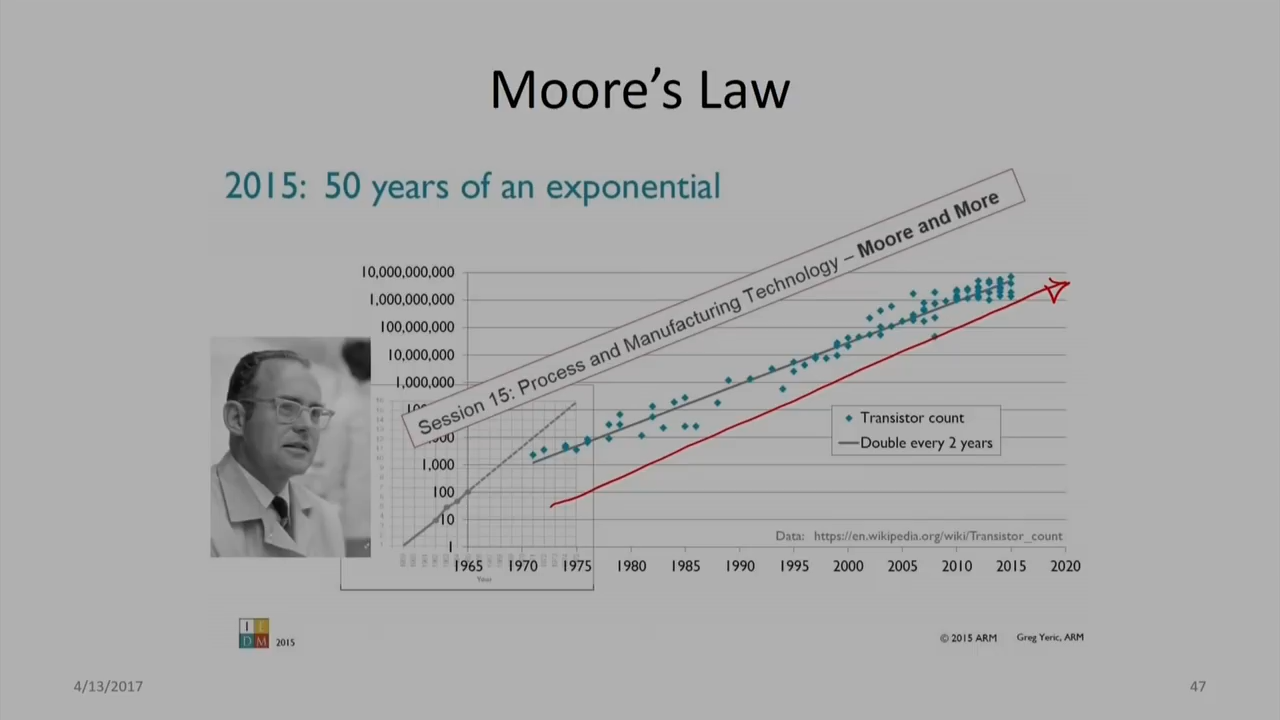 Moore's Law
2015: 50 years of an exponential
Session 15: Process and Manufacturing Technology – Moore and More
10,000,000,000
1,000,000,000
100,000,000
10,000,000
1,000,000
1,000
100
10
1
Transistor count
Double every 2 years
Data: https://en.wikipedia.org/wiki/Transistor_count
1965 1970 1975 1980 1985 1990 1995 2000 2005 2010 2015 2020
Year
I E
D M 2015
© 2015 ARM Greg Yeric, ARM
4/13/2017
47